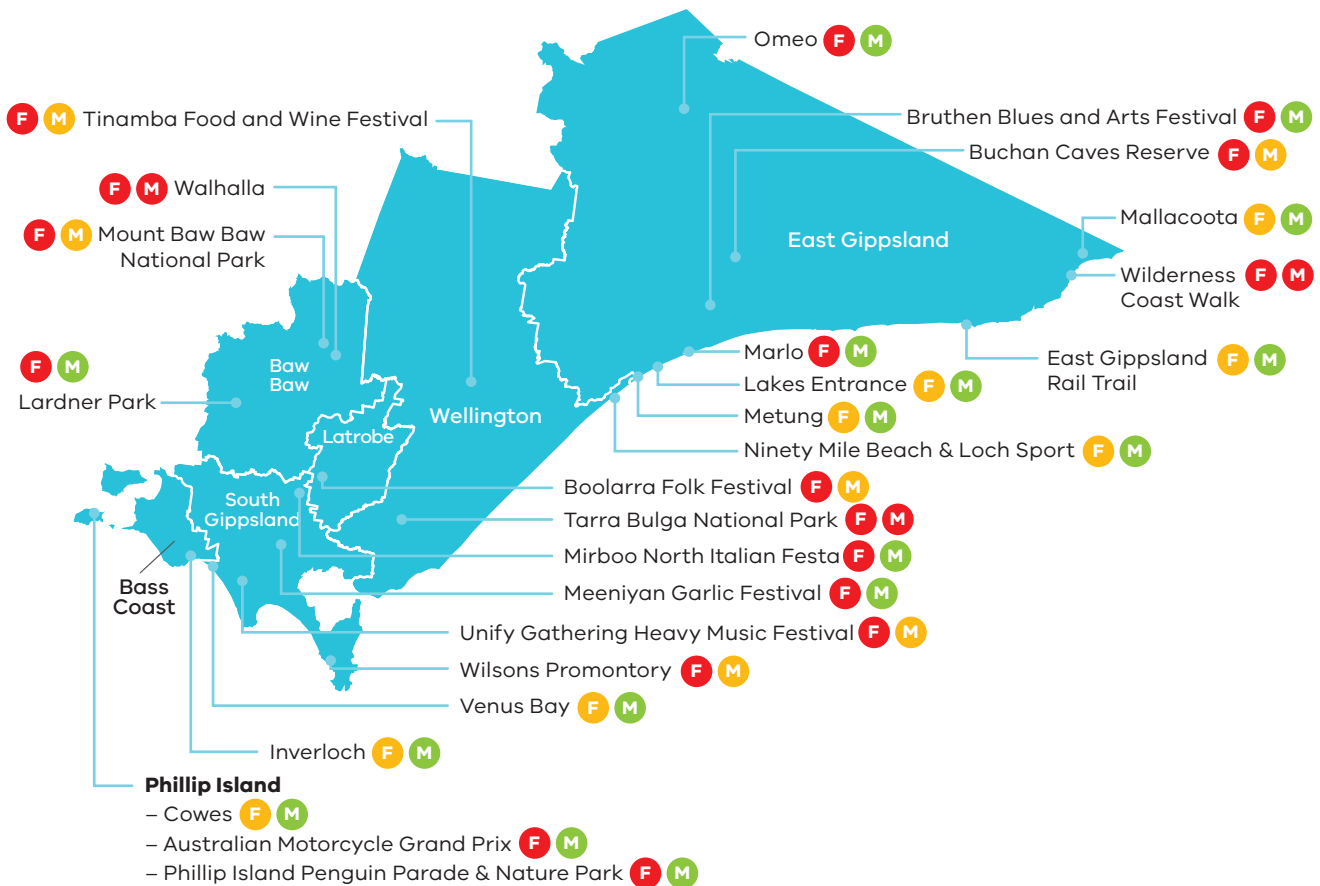 Omeo F M
F M Tinamba Food and Wine Festival
Bruthen Blues and Arts Festival F M
Buchan Caves Reserve F M
F M Walhalla
Mallacoota F M
F M Mount Baw Baw
National Park
East Gippsland
Wilderness F M
Coast Walk
Marlo F M
East Gippsland F M
Rail Trail
F M
Lardner Park
Baw
Baw
Lakes Entrance F M
Wellington
Metung F M
Latrobe
Ninety Mile Beach & Loch Sport F M
Boolarra Folk Festival F M
South
Gippsland
Tarra Bulga National Park F M
Mirboo North Italian Festa F M
Bass
Coast
Meeniyan Garlic Festival F M
Unify Gathering Heavy Music Festival F M
Wilsons Promontory F M
Venus Bay F M
Inverloch F M
Phillip Island
– Cowes F M
– Australian Motorcycle Grand Prix F M
– Phillip Island Penguin Parade & Nature Park F M